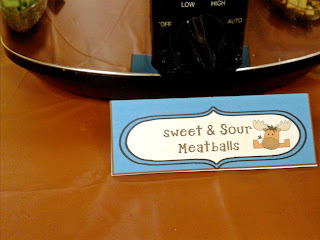 LOW HIGH
OFF AUTO
Sweet & Sour
Meatballs